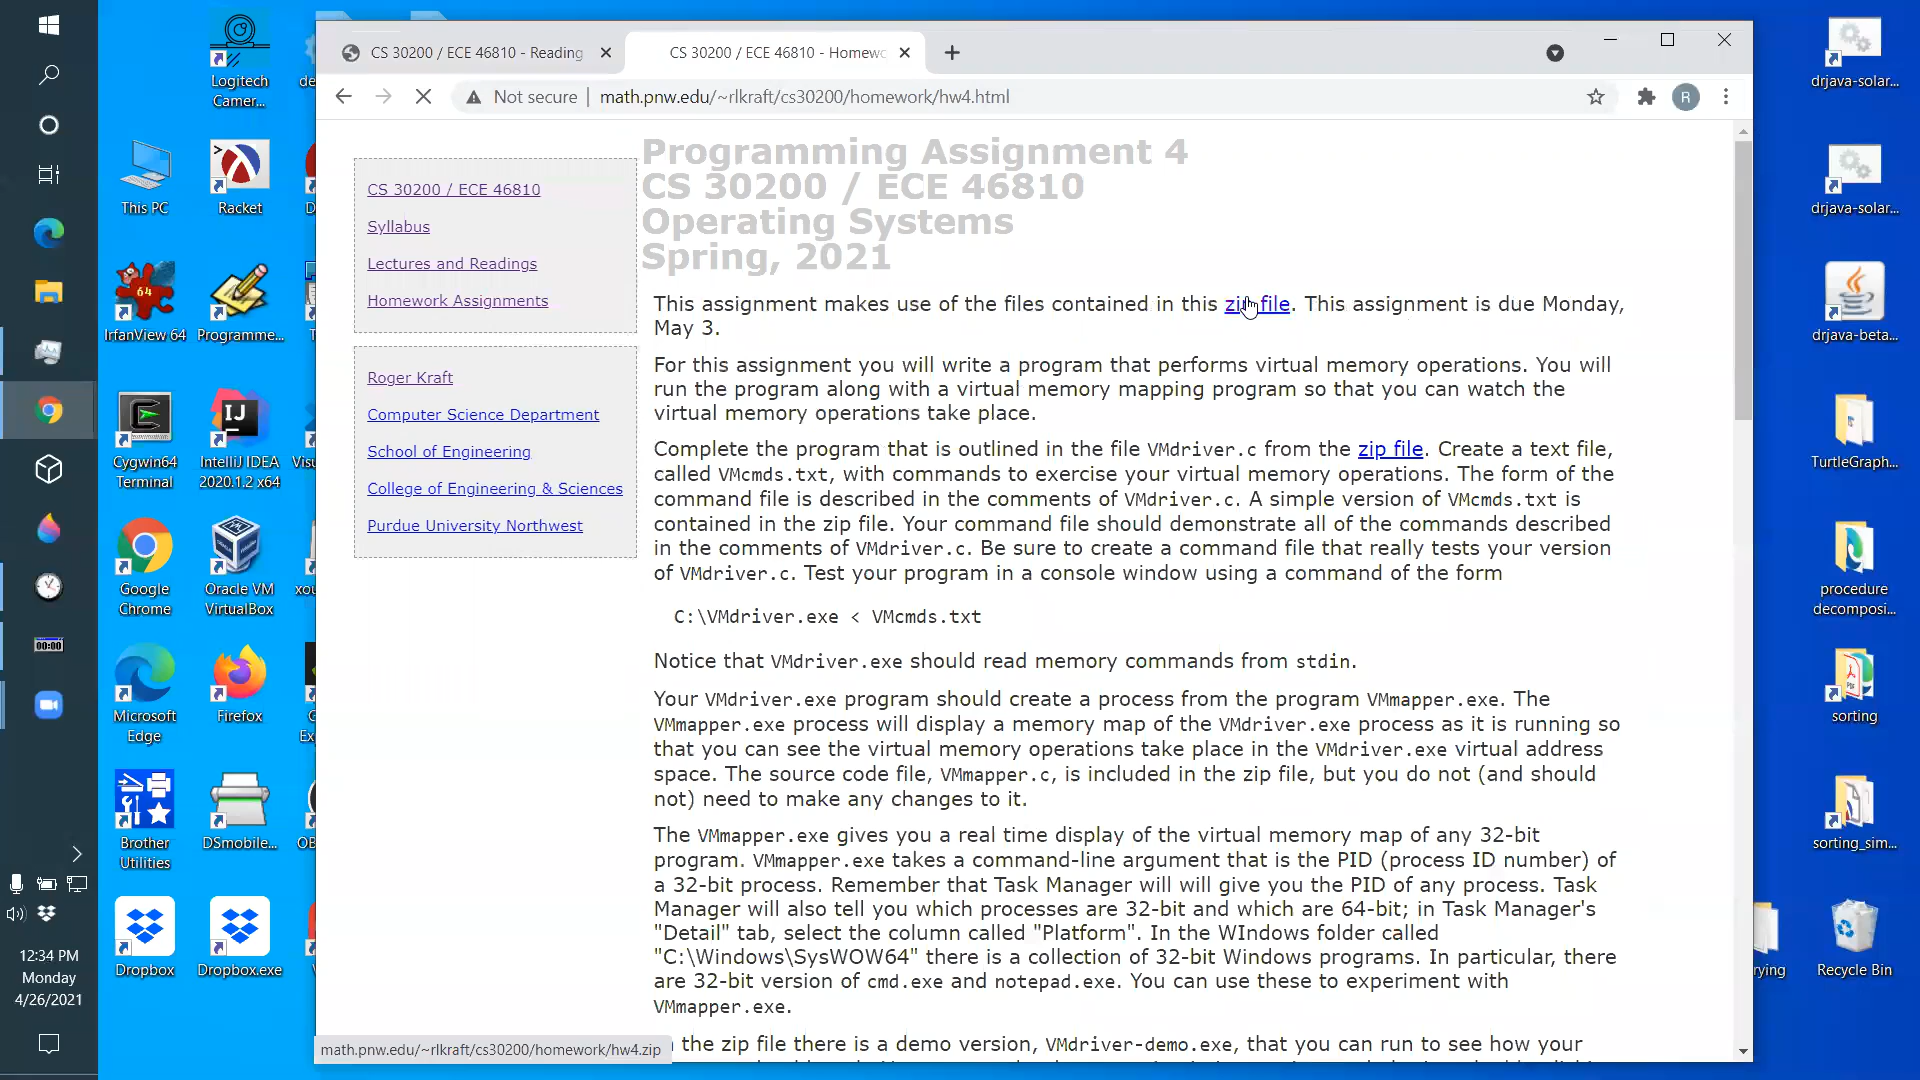 CS 30200 / ECE 46810 - Reading
CS 30200 / ECE 46810 - Homewo
Not secure
math.pnw.edu/~rlkraft/cs30200/homework/hw4.html
R
CS 30200 / ECE 46810
Syllabus
Lectures and Readings
Homework Assignments
Roger Kraft
Computer Science Department
School of Engineering
College of Engineering & Sciences
Purdue University Northwest
Programming Assignment 4
CS 30200 / ECE 46810
Operating Systems
Spring, 2021
This assignment makes use of the files contained in this zip file. This assignment is due Monday,
May 3.
For this assignment you will write a program that performs virtual memory operations. You will
run the program along with a virtual memory mapping program so that you can watch the
virtual memory operations take place.
Complete the program that is outlined in the file VMdriver.c from the zip file. Create a text file,
called VMcmds.txt, with commands to exercise your virtual memory operations. The form of the
command file is described in the comments of VMdriver.c. A simple version of VMcmds.txt is
contained in the zip file. Your command file should demonstrate all of the commands described
in the comments of VMdriver.c. Be sure to create a command file that really tests your version
of VMdriver.c. Test your program in a console window using a command of the form
C:\VMdriver.exe < VMcmds.txt
Notice that VMdriver.exe should read memory commands from stdin.
Your VMdriver.exe program should create a process from the program VMmapper.exe. The
VMmapper.exe process will display a memory map of the VMdriver.exe process as it is running so
that you can see the virtual memory operations take place in the VMdriver.exe virtual address
space. The source code file, VMmapper.c, is included in the zip file, but you do not (and should
not) need to make any changes to it.
The VMmapper.exe gives you a real time display of the virtual memory map of any 32-bit
program. VMmapper.exe takes a command-line argument that is the PID (process ID number) of
a 32-bit process. Remember that Task Manager will will give you the PID of any process. Task
Manager will also tell you which processes are 32-bit and which are 64-bit; in Task Manager's
"Detail" tab, select the column called "Platform". In the WIndows folder called
"C:\Windows\SysWOW64" there is a collection of 32-bit Windows programs. In particular, there
are 32-bit version of cmd.exe and notepad.exe. You can use these to experiment with
VMmapper.exe.
the zip file there is a demo version, VMdriver-demo.exe, that you can run to see how your
math.pnw.edu/~rlkraft/cs30200/homework/hw4.zip
Logitech
Camer...
This PC
Racket
>
64
IrfanView 64
Programme...
Cygwin64
Terminal
IJ
IntelliJ IDEA
2020.1.2 x64
Google
Chrome
Oracle VM
VirtualBox
Microsoft
Edge
Firefox
Brother
Utilities
DSmobile...
Dropbox
Dropbox.exe
drjava-solar...
drjava-solar...
drjava-beta...
TurtleGraph...
procedure
decomposi...
PDF
sorting
sorting_sim...
rying
Recycle Bin
00:00
12:34 PM
Monday
4/26/2021